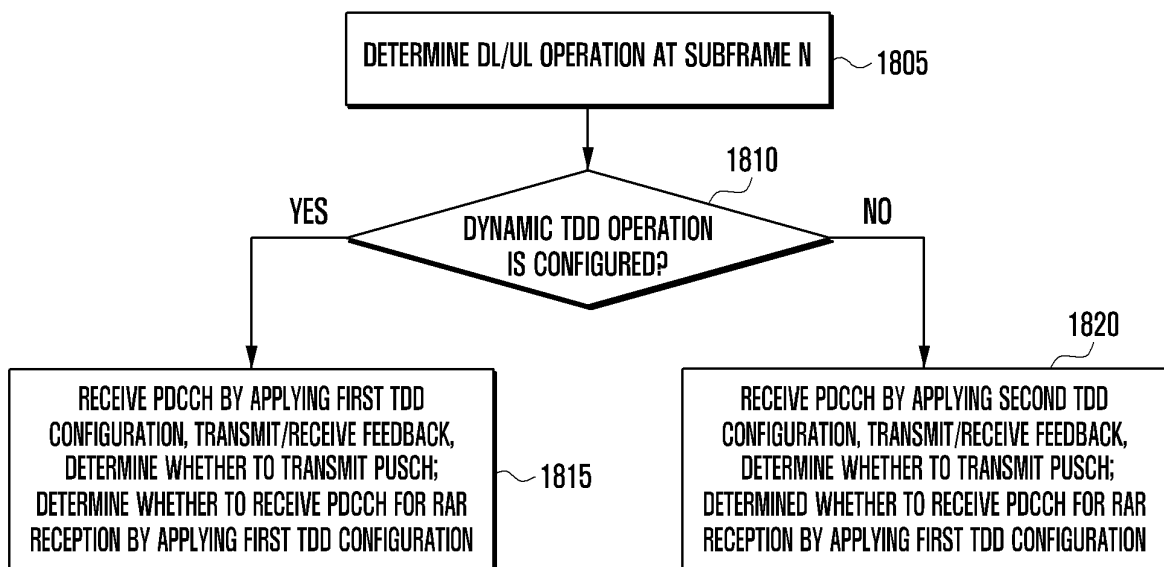 DETERMINE DL/UL OPERATION AT SUBFRAME N
1805
1810
YES
NO
DYNAMIC TDD OPERATION
IS CONFIGURED?
1820
RECEIVE PDCCH BY APPLYING FIRST TDD
CONFIGURATION, TRANSMIT/RECEIVE FEEDBACK,
DETERMINE WHETHER TO TRANSMIT PUSCH;
DETERMINE WHETHER TO RECEIVE PDCCH FOR RAR
RECEPTION BY APPLYING FIRST TDD CONFIGURATION
1815
RECEIVE PDCCH BY APPLYING SECOND TDD
CONFIGURATION, TRANSMIT/RECEIVE FEEDBACK,
DETERMINE WHETHER TO TRANSMIT PUSCH;
DETERMINED WHETHER TO RECEIVE PDCCH FOR RAR
RECEPTION BY APPLYING FIRST TDD CONFIGURATION